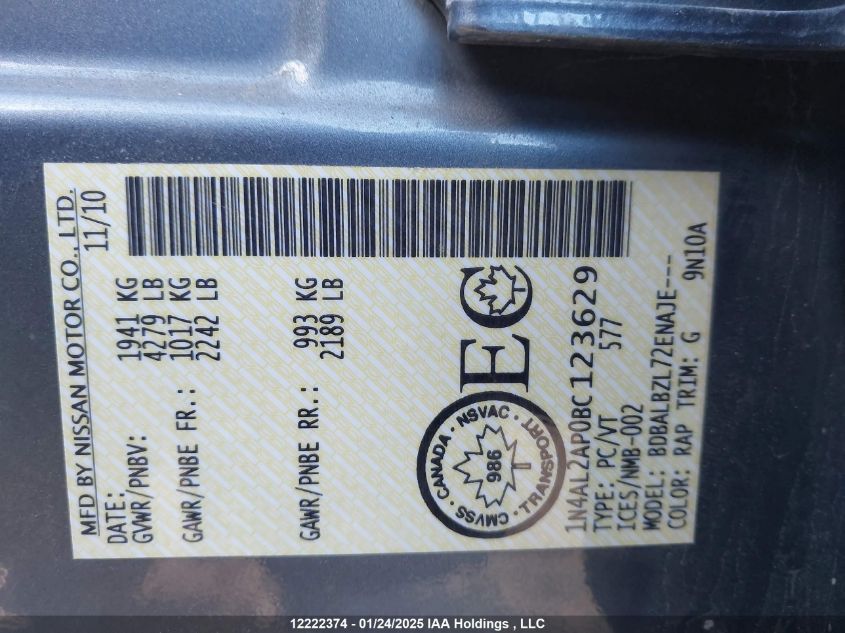 MFD BY NISSAN MOTOR CO., LTD.
DATE: 11/10
GVWR/PNBV: 1941 KG
4279 LB
GAWR/PNBE FR.: 1017 KG
2242 LB
GAWR/PNBE RR.: 993 KG
2189 LB
CANADA · NSVAC · TRANSPORT · CMVSS ·
986
T
EC
1N4AL2AP0BC123629
TYPE: PC/VT 577
ICES/NMB-002
MODEL: BDBALBZL72ENAJE---
COLOR: RAP TRIM: G 9N10A
12222374 - 01/24/2025 IAA Holdings , LLC